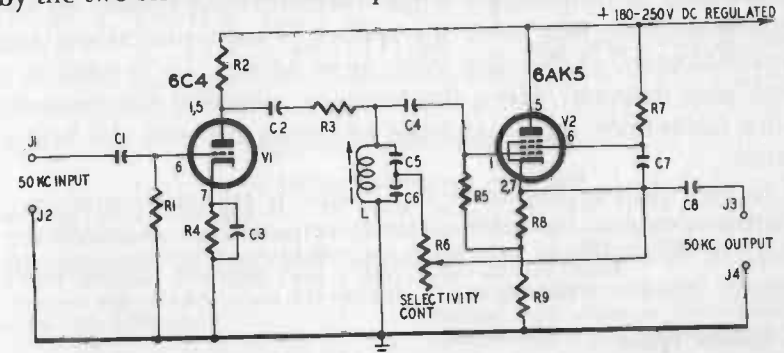 by the two
+ 180-250V DC REGULATED
6C4
R2
6AK5
1,5
5
V2
R7
C2
R3
C4
6
J1
C1
6
V1
1
C7
C5
50 KC INPUT
7
L
C6
R5
2,7
C8
J3
J2
R1
R4
C3
R6
R8
50KC OUTPUT
SELECTIVITY
CONT
R9
J4